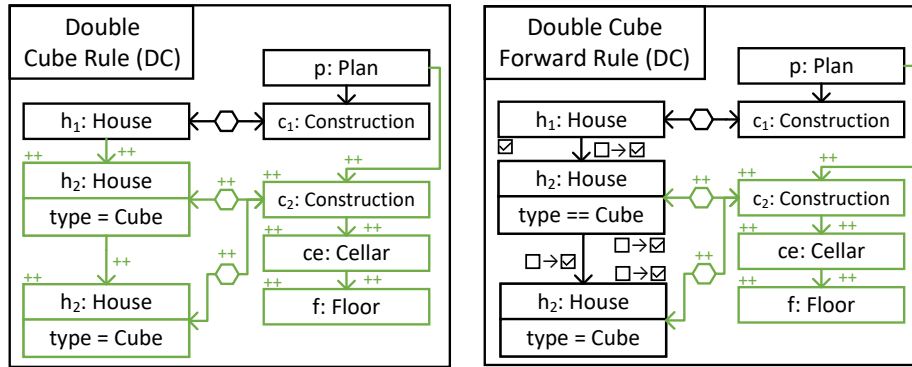 Double
Cube Rule (DC)
p: Plan
h₁: House
c₁: Construction
++
++
++
++
++
h₂: House
type = Cube
c₂: Construction
++
++
++
ce: Cellar
++
++
++
++
h₂: House
type = Cube
f: Floor
Double Cube
Forward Rule (DC)
p: Plan
h₁: House
c₁: Construction
☑
☐→☑
++
++
++
h₂: House
type == Cube
c₂: Construction
++
++
☐→☑
☐→☑
☐→☑
++
ce: Cellar
++
++
h₂: House
type = Cube
f: Floor